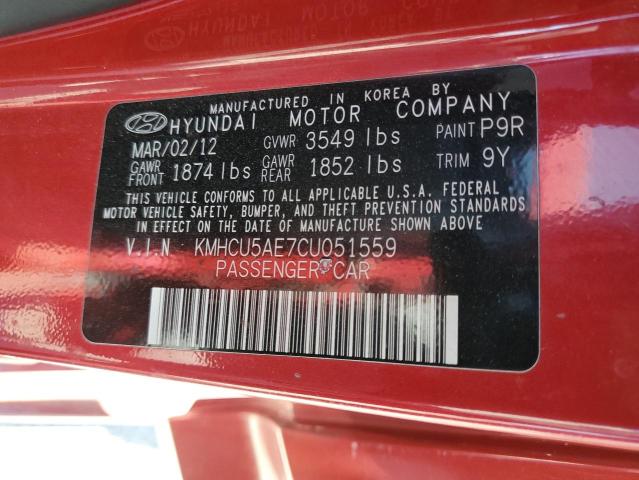 MANUFACTURED IN KOREA BY
HYUNDAI MOTOR COMPANY
MAR/02/12 GVWR 3549 lbs PAINT P9R
GAWR FRONT 1874 lbs GAWR REAR 1852 lbs TRIM 9Y
THIS VEHICLE CONFORMS TO ALL APPLICABLE U.S.A. FEDERAL
MOTOR VEHICLE SAFETY, BUMPER, AND THEFT PREVENTION
STANDARDS IN EFFECT ON THE DATE OF MANUFACTURE SHOWN ABOVE
V.I.N KMHCU5AE7CU051559
PASSENGER CAR